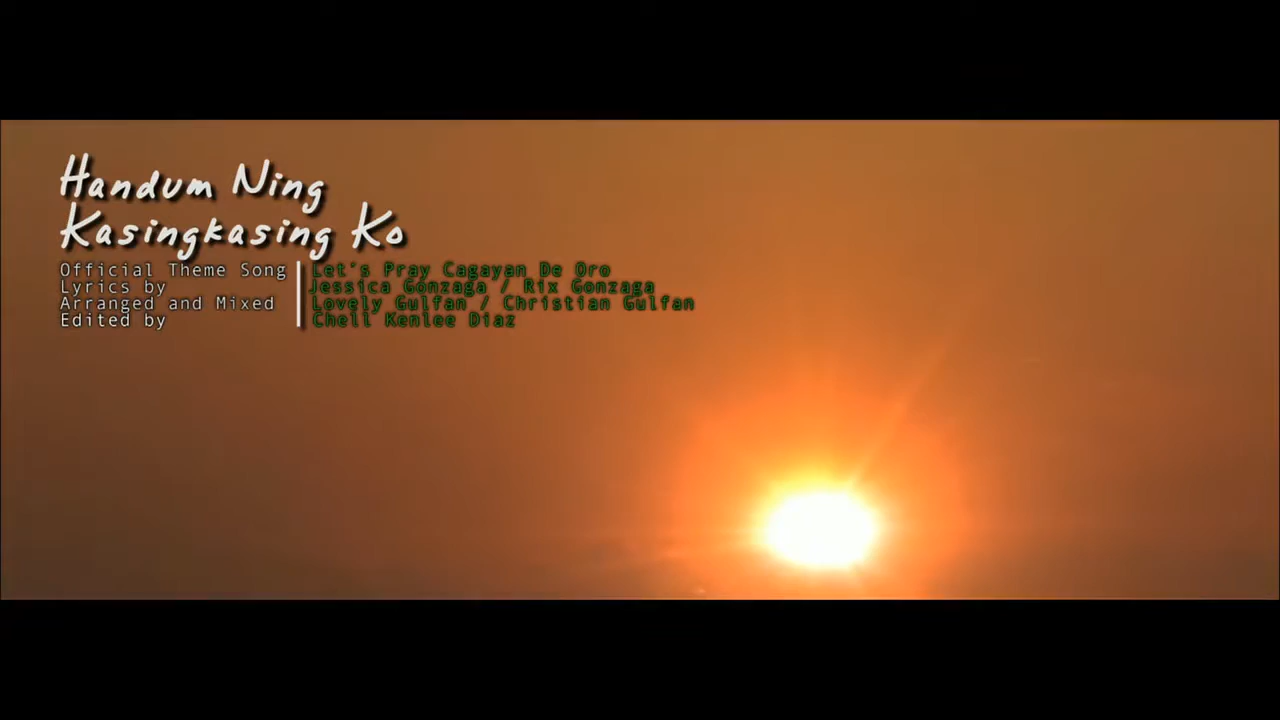 Handum Ning
Kasingkasing Ko
Official Theme Song | Let's Pray Cagayan De Oro
Lyrics by | Jessica Gonzaga / Rix Gonzaga
Arranged and Mixed | Lovely Gulfan / Christian Gulfan
Edited by | Chell Kenlee Diaz